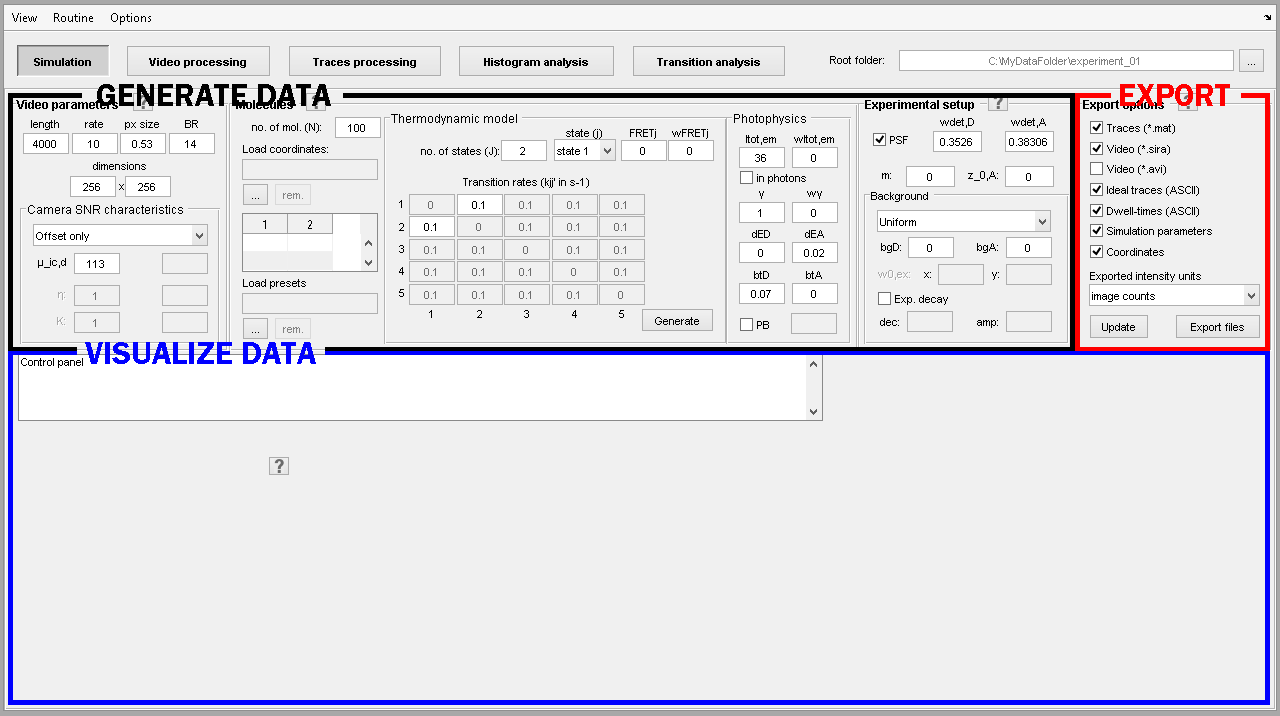 View Routine Options
Simulation Video processing Traces processing Histogram analysis Transition analysis Root folder: C:\MyDataFolder\experiment_01 ...
GENERATE DATA
EXPORT
Video parameters ?
length rate px size BR
4000 10 0.53 14
dimensions
256 x 256
Camera SNR characteristics
Offset only
μ_ic,d 113
η: 1
K: 1
Molecules ?
no. of mol. (N): 100
Load coordinates:
... rem.
1 2
Load presets
... rem.
Thermodynamic model
state (j) FRETj wFRETj
no. of states (J): 2 state 1 0 0
Transition rates (kjj' in s-1)
1 0 0.1 0.1 0.1 0.1
2 0.1 0 0.1 0.1 0.1
3 0.1 0.1 0 0.1 0.1
4 0.1 0.1 0.1 0 0.1
5 0.1 0.1 0.1 0.1 0
1 2 3 4 5
Generate
Photophysics
Itot,em wItot,em
36 0
in photons
γ wγ
1 0
dED dEA
0 0.02
btD btA
0.07 0
PB
Experimental setup ?
wdet,D wdet,A
PSF 0.3526 0.38306
m: 0 z_0,A: 0
Background
Uniform
bgD: 0 bgA: 0
w0,ex: x: y:
Exp. decay
dec: amp:
Export options ?
Traces (*.mat)
Video (*.sira)
Video (*.avi)
Ideal traces (ASCII)
Dwell-times (ASCII)
Simulation parameters
Coordinates
Exported intensity units
image counts
Update Export files
VISUALIZE DATA
Control panel
?